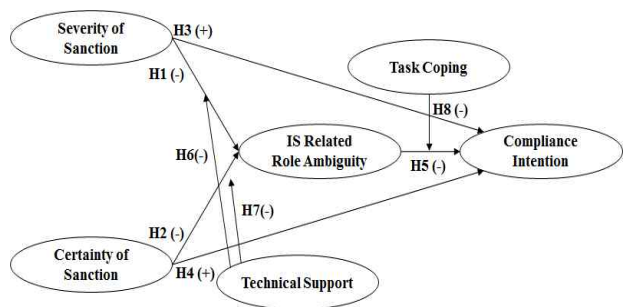 Severity of
Sanction
H3 (+)
H1 (-)
Task Coping
H8 (-)
IS Related
Role Ambiguity
Compliance
Intention
H6(-)
H5 (-)
H7(-)
H2 (-)
Certainty of
Sanction
H4 (+)
Technical Support